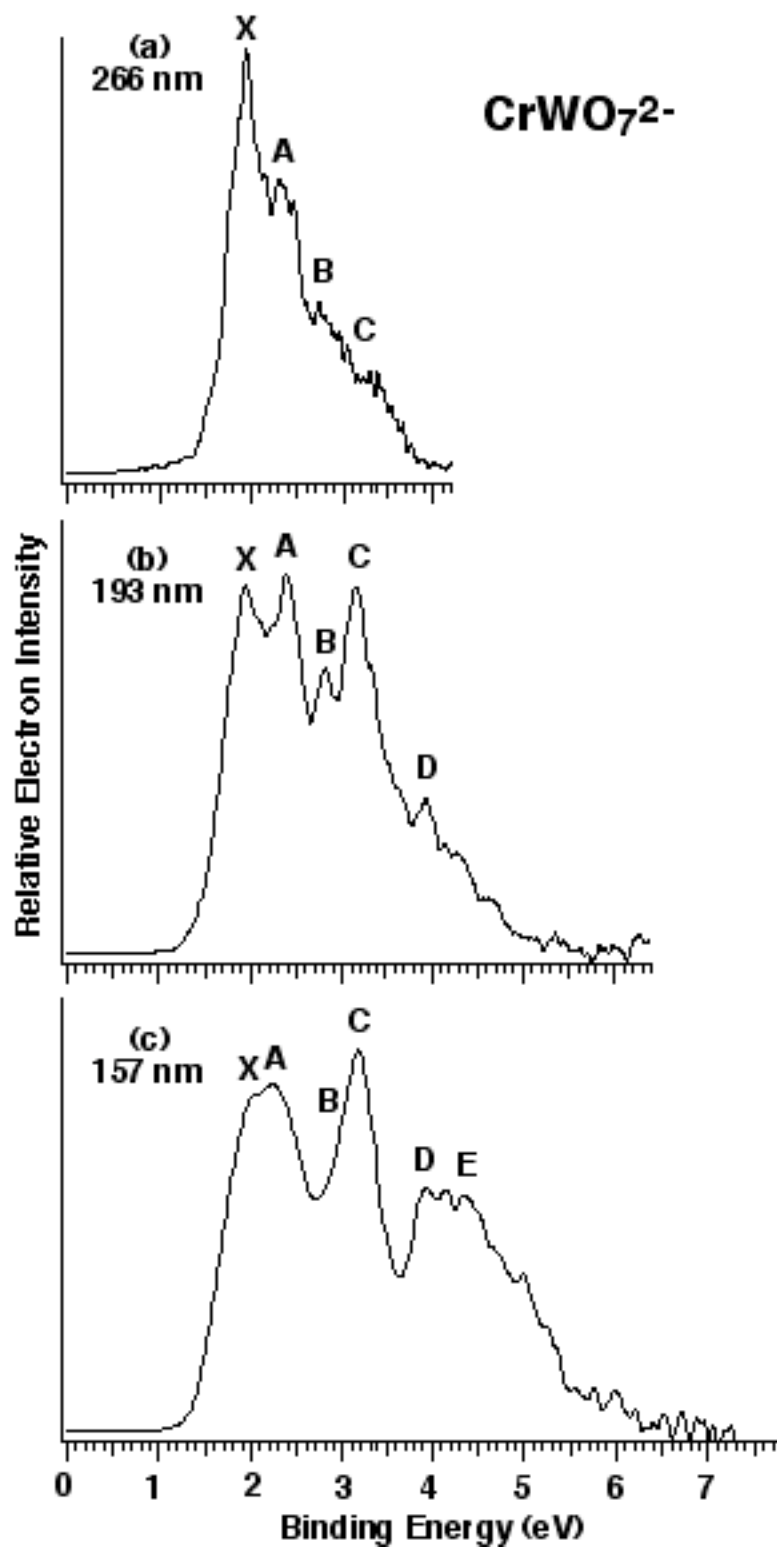 X
(a)
266 nm
CrWO₇²⁻
A
B
C
Relative Electron Intensity
(b)
193 nm
X
A
B
C
D
(c)
157 nm
X
A
B
C
D
E
0 1 2 3 4 5 6 7
Binding Energy (eV)